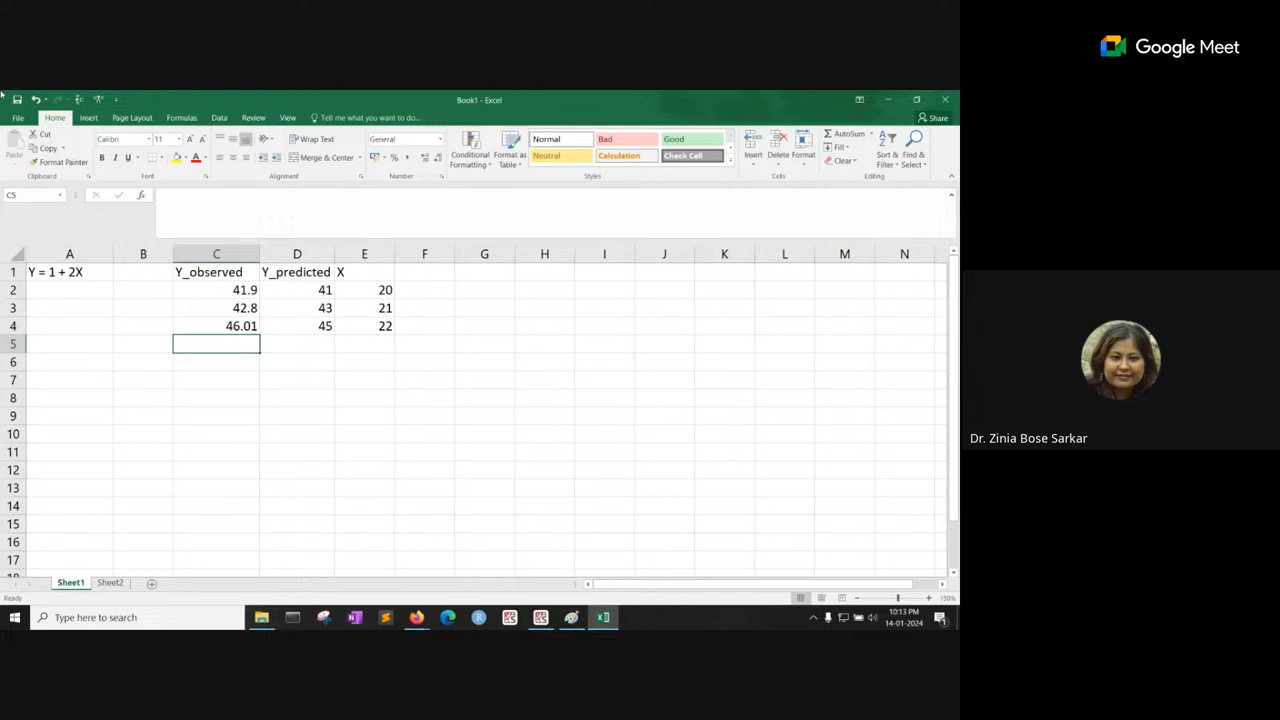 Google Meet
Book1 - Excel
File Home Insert Page Layout Formulas Data Review View Tell me what you want to do... Share
Paste Cut Copy Format Painter Clipboard
Calibri 11 B I U A Font
Wrap Text Merge & Center Alignment
General % , Number
Conditional Formatting Format as Table
Normal Bad Good
Neutral Calculation Check Cell
Styles
Insert Delete Format Cells
AutoSum Fill Clear Sort & Filter Find & Select Editing
C5 fx
A B C D E F G H I J K L M N
1 Y = 1 + 2X Y_observed Y_predicted X
2 41.9 41 20
3 42.8 43 21
4 46.01 45 22
5
6
7
8
9
10
11
12
13
14
15
16
17
Sheet1 Sheet2
Ready 150%
Type here to search
10:13 PM
14-01-2024
Dr. Zinia Bose Sarkar